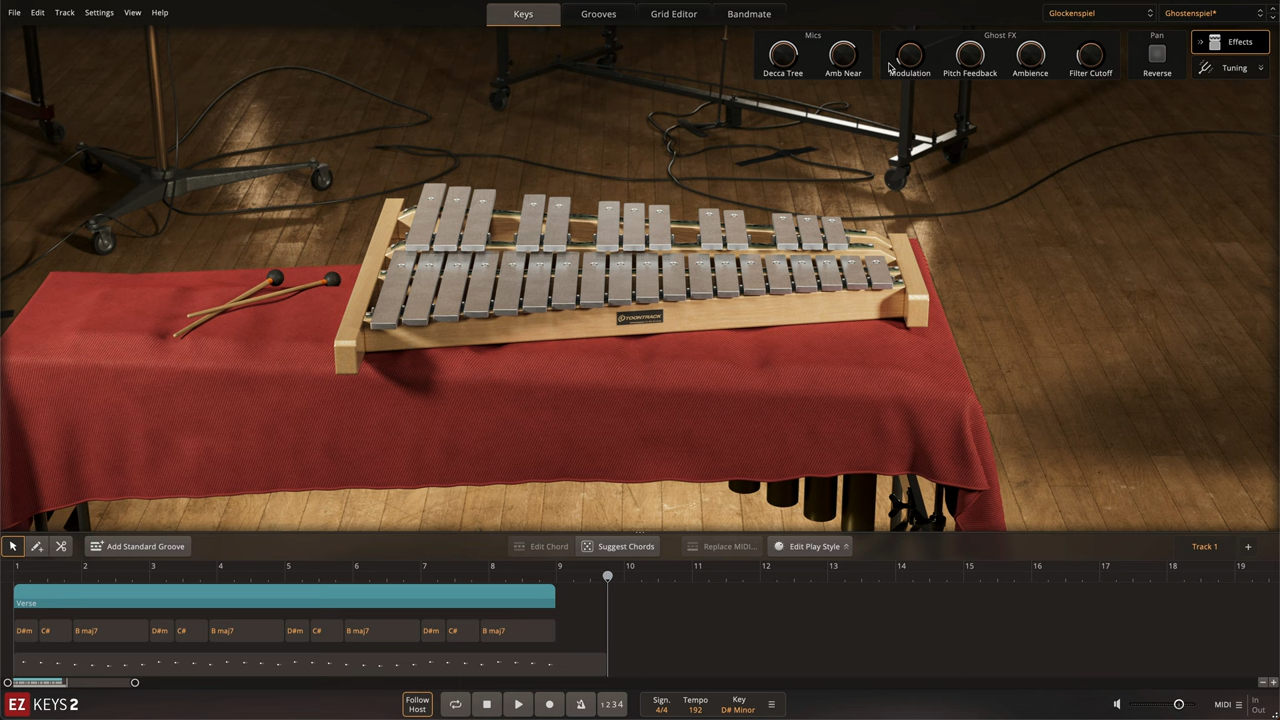 File Edit Track Settings View Help
Keys Grooves Grid Editor Bandmate
Glockenspiel Ghostenspiel*
Mics Ghost FX Pan
Decca Tree Amb Near Modulation Pitch Feedback Ambience Filter Cutoff Reverse
Effects
Tuning
TOONTRACK
Add Standard Groove Edit Chord Suggest Chords Replace MIDI... Edit Play Style Track 1
1 2 3 4 5 6 7 8 9 10 11 12 13 14 15 16 17 18 19
Verse
D#m C# B maj7 D#m C# B maj7 D#m C# B maj7 D#m C# B maj7
EZ KEYS 2
Follow Host
1 2 3 4
Sign. Tempo Key
4/4 192 D# Minor
MIDI
In
Out